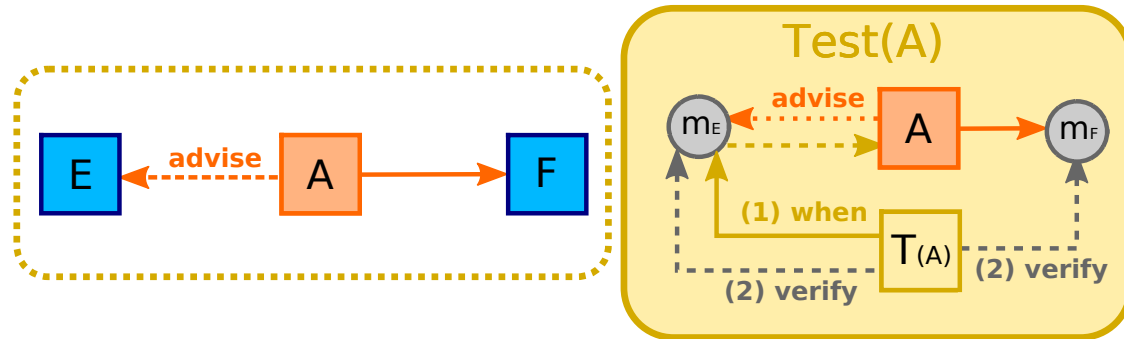 E
advise
A
F
Test(A)
mE
advise
A
mF
(1) when
T(A)
(2) verify
(2) verify